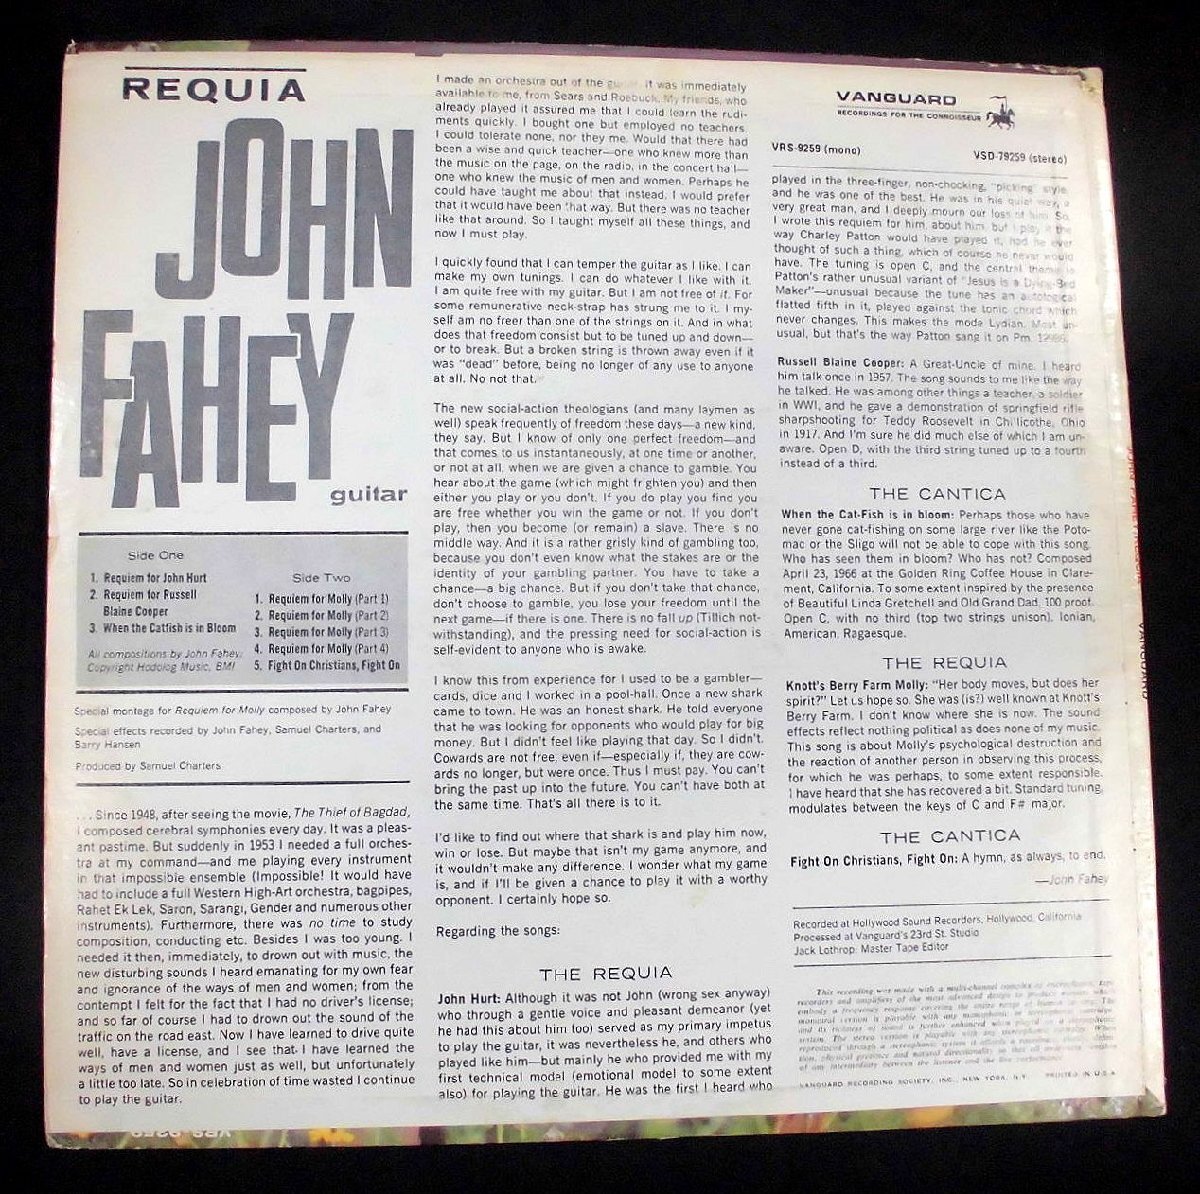 REQUIA
JOHN
FAHEY
guitar
Side One
1. Requiem for John Hurt
2. Requiem for Russell
Blaine Cooper
3. When the Catfish is in Bloom
All compositions by John Fahey.
Copyright Hodolog Music, BMI
Side Two
1. Requiem for Molly (Part 1)
2. Requiem for Molly (Part 2)
3. Requiem for Molly (Part 3)
4. Requiem for Molly (Part 4)
5. Fight On Christians, Fight On
Special montage for Requiem for Molly composed by John Fahey
Special effects recorded by John Fahey, Samuel Charters, and
Barry Hansen
Produced by Samuel Charters
. . . Since 1948, after seeing the movie, The Thief of Bagdad,
I composed cerebral symphonies every day. It was a pleas-
ant pastime. But suddenly in 1953 I needed a full orches-
tra at my command—and me playing every instrument
in that impossible ensemble (Impossible! It would have
had to include a full Western High-Art orchestra, bagpipes,
Rahet Ek Lek, Saron, Sarangi, Gender and numerous other
instruments). Furthermore, there was no time to study
composition, conducting etc. Besides I was too young. I
needed it then, immediately, to drown out with music, the
new disturbing sounds I heard emanating for my own fear
and ignorance of the ways of men and women; from the
contempt I felt for the fact that I had no driver's license;
and so far of course I had to drown out the sound of the
traffic on the road east. Now I have learned to drive quite
well, have a license, and I see that I have learned the
ways of men and women just as well, but unfortunately
a little too late. So in celebration of time wasted I continue
to play the guitar.
I made an orchestra out of the guitar. It was immediately
available to me, from Sears and Roebuck. My friends, who
already played it assured me that I could learn the rudi-
ments quickly. I bought one but employed no teachers.
I could tolerate none, nor they me. Would that there had
been a wise and quick teacher—one who knew more than
the music on the page, on the radio, in the concert hall—
one who knew the music of men and women. Perhaps he
could have taught me about that instead. I would prefer
that it would have been that way. But there was no teacher
like that around. So I taught myself all these things, and
now I must play.
I quickly found that I can temper the guitar as I like. I can
make my own tunings. I can do whatever I like with it.
I am quite free with my guitar. But I am not free of it. For
some remunerative neck-strap has strung me to it. I my-
self am no freer than one of the strings on it. And in what
does that freedom consist but to be tuned up and down—
or to break. But a broken string is thrown away even if it
was "dead" before, being no longer of any use to anyone
at all. No not that.
The new social-action theologians (and many laymen as
well) speak frequently of freedom these days—a new kind,
they say. But I know of only one perfect freedom—and
that comes to us instantaneously, at one time or another,
or not at all, when we are given a chance to gamble. You
hear about the game (which might frighten you) and then
either you play or you don't. If you do play you find you
are free whether you win the game or not. If you don't
play, then you become (or remain) a slave. There is no
middle way. And it is a rather grisly kind of gambling too,
because you don't even know what the stakes are or the
identity of your gambling partner. You have to take a
chance—a big chance. But if you don't take that chance,
don't choose to gamble, you lose your freedom until the
next game—if there is one. There is no fall up (Tillich not-
withstanding), and the pressing need for social-action is
self-evident to anyone who is awake.
I know this from experience for I used to be a gambler—
cards, dice and I worked in a pool-hall. Once a new shark
came to town. He was an honest shark. He told everyone
that he was looking for opponents who would play for big
money. But I didn't feel like playing that day. So I didn't.
Cowards are not free, even if—especially if, they are cow-
ards no longer, but were once. Thus I must pay. You can't
bring the past up into the future. You can't have both at
the same time. That's all there is to it.
I'd like to find out where that shark is and play him now,
win or lose. But maybe that isn't my game anymore, and
it wouldn't make any difference. I wonder what my game
is, and if I'll be given a chance to play it with a worthy
opponent. I certainly hope so.
Regarding the songs:
THE REQUIA
John Hurt: Although it was not John (wrong sex anyway)
who through a gentle voice and pleasant demeanor (yet
he had this about him too) served as my primary impetus
to play the guitar, it was nevertheless he, and others who
played like him—but mainly he who provided me with my
first technical model (emotional model to some extent
also) for playing the guitar. He was the first I heard who
VANGUARD
RECORDINGS FOR THE CONNOISSEUR
VRS-9259 (mono)
VSD-79259 (stereo)
played in the three-finger, non-chocking, "picking" style,
and he was one of the best. He was in his quiet way, a
very great man, and I deeply mourn our loss of him. So
I wrote this requiem for him, about him, but I play it the
way Charley Patton would have played it, had he ever
thought of such a thing, which of course he never would
have. The tuning is open C, and the central theme is
Patton's rather unusual variant of "Jesus is a Dying-Bed
Maker"—unusual because the tune has an autological
flatted fifth in it, played against the tonic chord which
never changes. This makes the mode Lydian. Most un-
usual, but that's the way Patton sang it on Pm. 12986.
Russell Blaine Cooper: A Great-Uncle of mine. I heard
him talk once in 1957. The song sounds to me like the way
he talked. He was among other things a teacher, a soldier
in WWI, and he gave a demonstration of springfield rifle
sharpshooting for Teddy Roosevelt in Chillicothe, Ohio
in 1917. And I'm sure he did much else of which I am un-
aware. Open D, with the third string tuned up to a fourth
instead of a third.
THE CANTICA
When the Cat-Fish is in bloom: Perhaps those who have
never gone cat-fishing on some large river like the Poto-
mac or the Sligo will not be able to cope with this song.
Who has seen them in bloom? Who has not? Composed
April 23, 1966 at the Golden Ring Coffee House in Clare-
ment, California. To some extent inspired by the presence
of Beautiful Linda Gretchell and Old Grand Dad, 100 proof.
Open C, with no third (top two strings unison). Ionian,
American, Ragaesque.
THE REQUIA
Knott's Berry Farm Molly: "Her body moves, but does her
spirit?" Let us hope so. She was (is?) well known at Knott's
Berry Farm. I don't know where she is now. The sound
effects reflect nothing political as does none of my music.
This song is about Molly's psychological destruction and
the reaction of another person in observing this process,
for which he was perhaps, to some extent responsible.
I have heard that she has recovered a bit. Standard tuning,
modulates between the keys of C and F# major.
THE CANTICA
Fight On Christians, Fight On: A hymn, as always, to end.
—John Fahey
Recorded at Hollywood Sound Recorders, Hollywood, California
Processed at Vanguard's 23rd St. Studio
Jack Lothrop: Master Tape Editor
This recording was made with a multi-channel complex of microphones, tape
recorders and amplifiers of the most advanced design to produce
VANGUARD RECORDING SOCIETY, INC., NEW YORK, N.Y. PRINTED IN U.S.A.
VANGUARD
VRS-9259